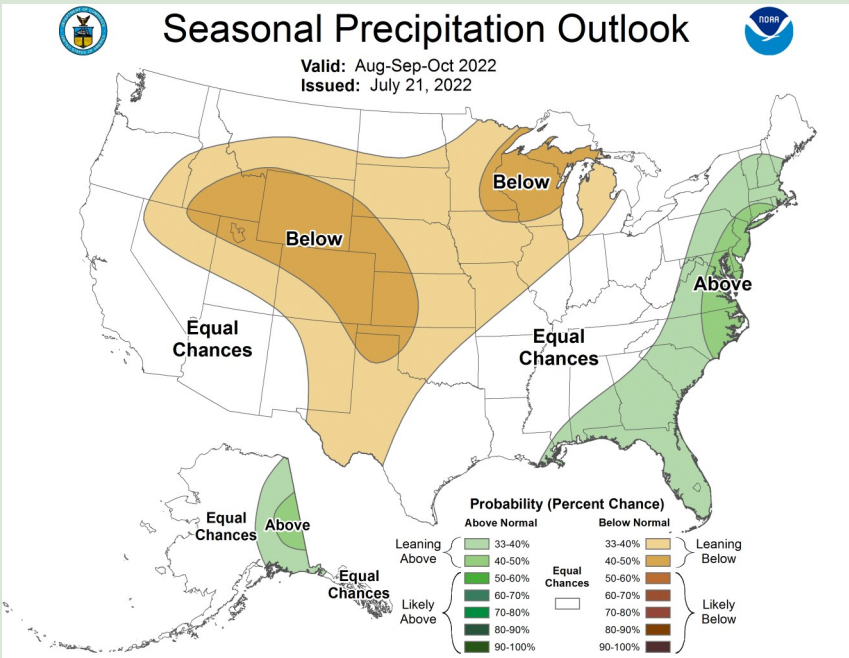 Seasonal Precipitation Outlook
NOAA
Valid: Aug-Sep-Oct 2022
Issued: July 21, 2022
Below
Below
Above
Equal
Chances
Equal
Chances
Equal
Chances
Above
Equal
Chances
Probability (Percent Chance)
Above Normal
Below Normal
Leaning
Above
33-40%
40-50%
50-60%
60-70%
70-80%
80-90%
90-100%
Likely
Above
Equal
Chances
33-40%
40-50%
50-60%
60-70%
70-80%
80-90%
90-100%
Leaning
Below
Likely
Below